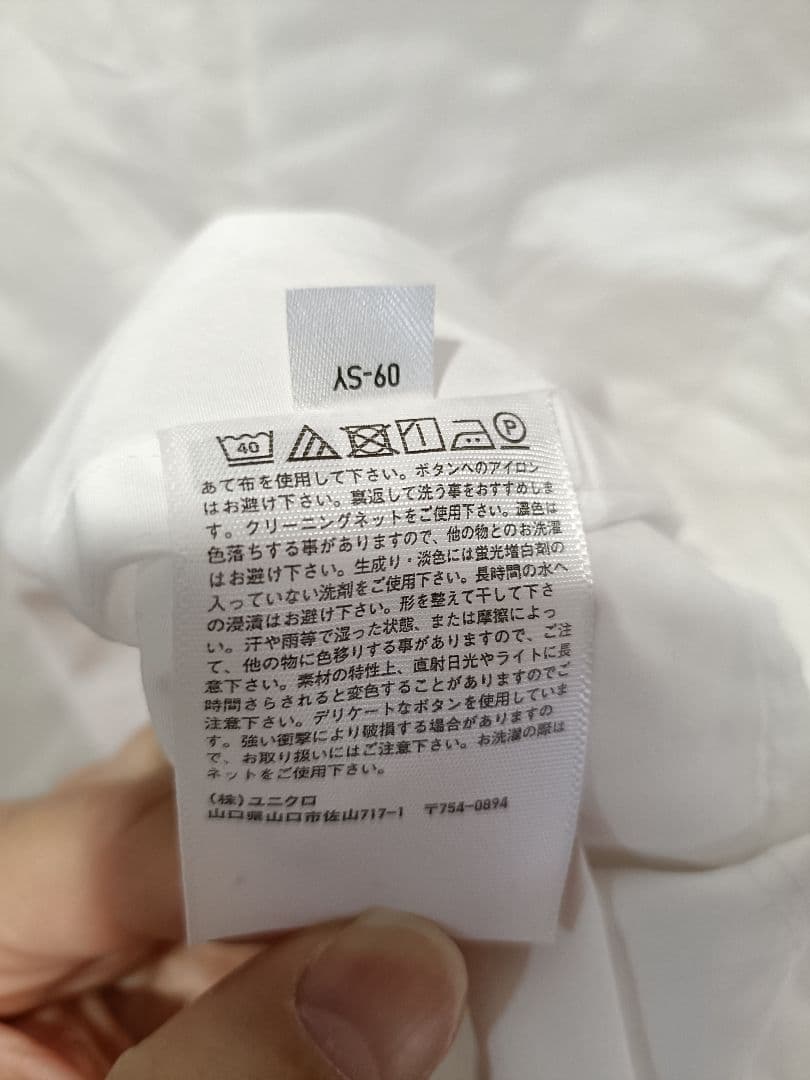 09-SY
40
P
あて布を使用して下さい。ボタンへのアイロン
はお避け下さい。裏返して洗う事をおすすめしま
す。クリーニングネットをご使用下さい。濃色は
色落ちする事がありますので、他の物とのお洗濯
はお避け下さい。生成り・淡色には蛍光増白剤の
入っていない洗剤をご使用下さい。長時間の水へ
の浸漬はお避け下さい。形を整えて干して下さ
い。汗や雨等で湿った状態、または摩擦によっ
て、他の物に色移りする事がありますので、ご注
意下さい。素材の特性上、直射日光やライトに長
時間さらされると変色することがありますのでご
注意下さい。デリケートなボタンを使用していま
す。強い衝撃により破損する場合がありますの
で、お取り扱いにはご注意下さい。お洗濯の際は
ネットをご使用下さい。
(株)ユニクロ
山口県山口市佐山717-1 〒754-0894